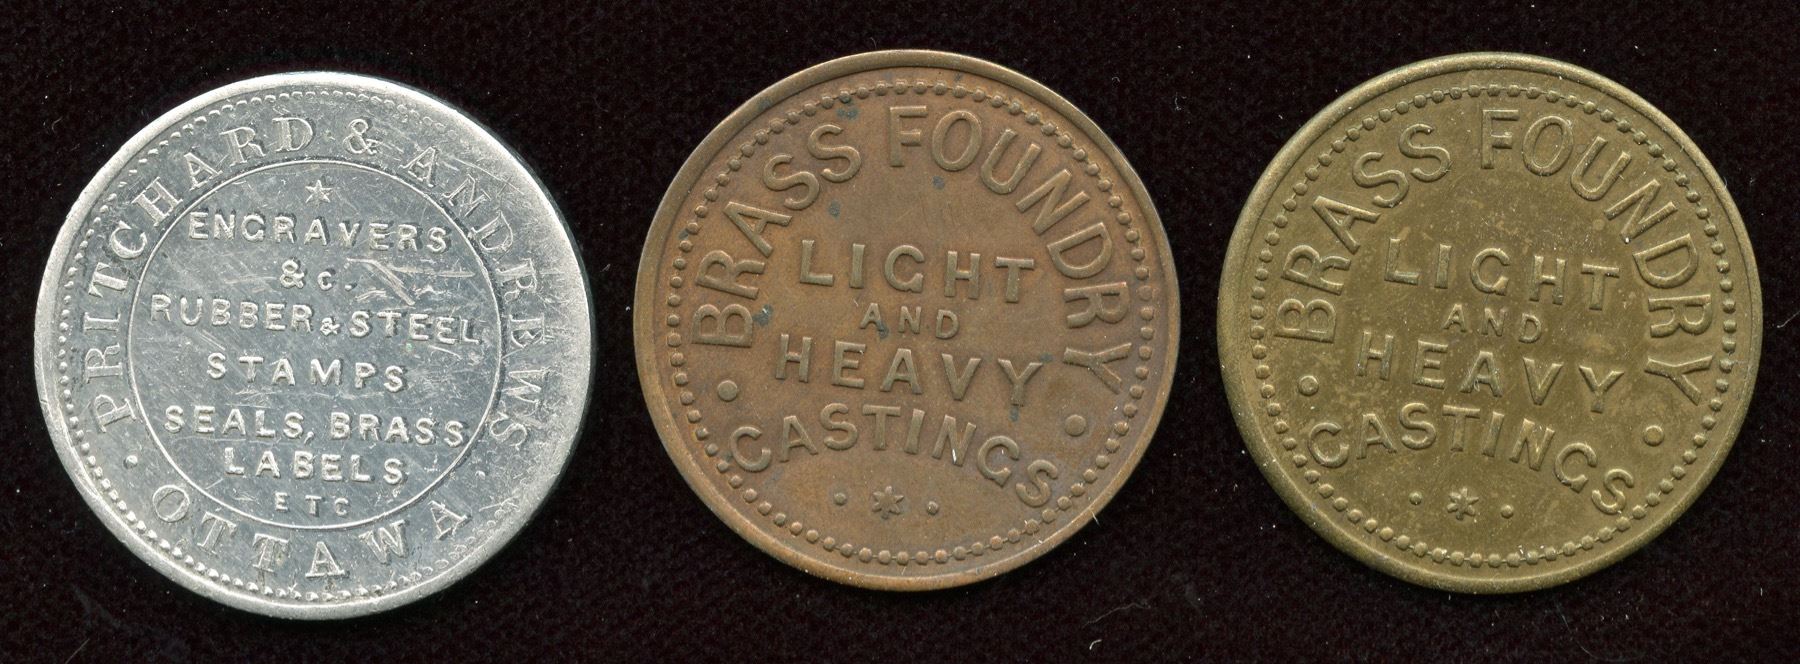 PRITCHARD & ANDREWS
ENGRAVERS
& C.
RUBBER & STEEL
STAMPS
SEALS, BRASS
LABELS
ETC
OTTAWA
BRASS FOUNDRY
LIGHT
AND
HEAVY
CASTINGS
BRASS FOUNDRY
LIGHT
AND
HEAVY
CASTINGS